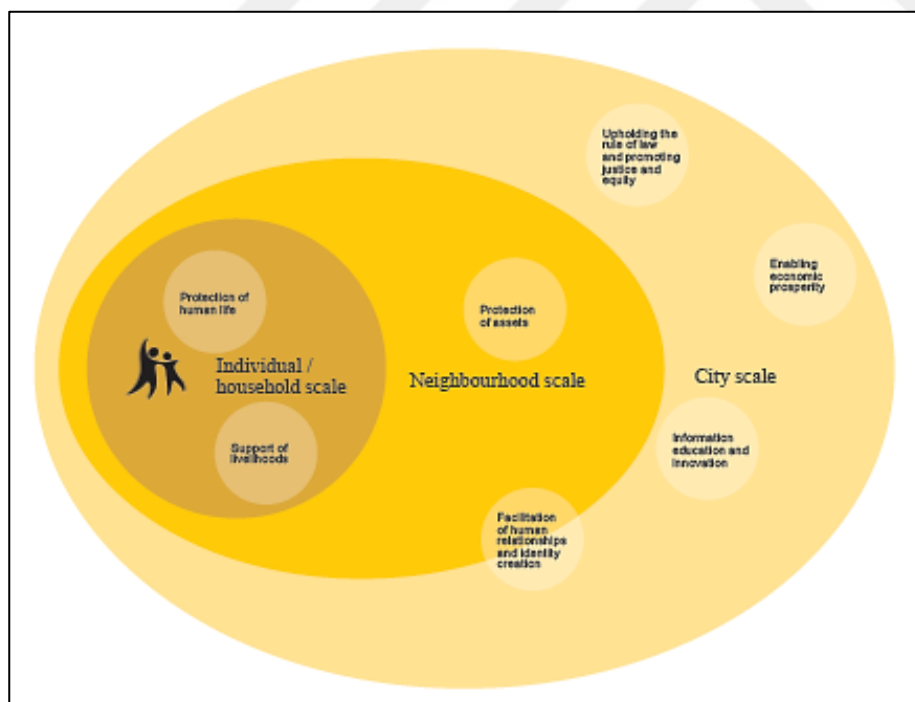 Upholding the
rule of law
and promoting
justice and
equity
Enabling
economic
prosperity
Protection of
human life
Protection
of assets
Individual /
household scale
Neighbourhood scale
City scale
Support of
livelihoods
Information
education and
innovation
Facilitation
of human
relationships
and identity
creation